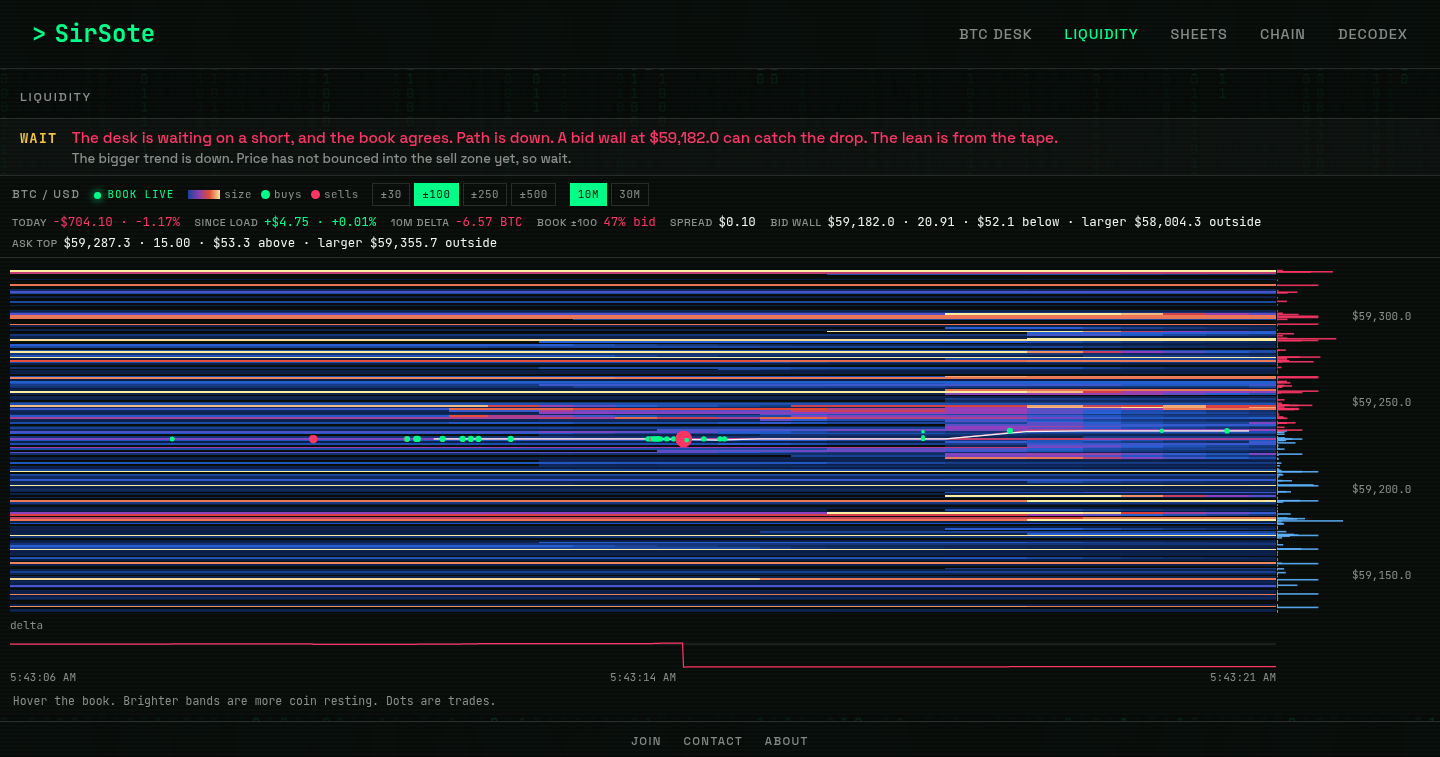 > SirSote
BTC DESK LIQUIDITY SHEETS CHAIN DECODEX
LIQUIDITY
WAIT The desk is waiting on a short, and the book agrees. Path is down. A bid wall at $59,182.0 can catch the drop. The lean is from the tape.
The bigger trend is down. Price has not bounced into the sell zone yet, so wait.
BTC / USD BOOK LIVE size buys sells ±30 ±100 ±250 ±500 10M 30M
TODAY -$704.10 · -1.17% SINCE LOAD +$4.75 · +0.01% 10M DELTA -6.57 BTC BOOK ±100 47% bid SPREAD $0.10 BID WALL $59,182.0 · 20.91 · $52.1 below · larger $58,004.3 outside
ASK TOP $59,287.3 · 15.00 · $53.3 above · larger $59,355.7 outside
$59,300.0
$59,250.0
$59,200.0
$59,150.0
delta
5:43:06 AM 5:43:14 AM 5:43:21 AM
Hover the book. Brighter bands are more coin resting. Dots are trades.
JOIN CONTACT ABOUT